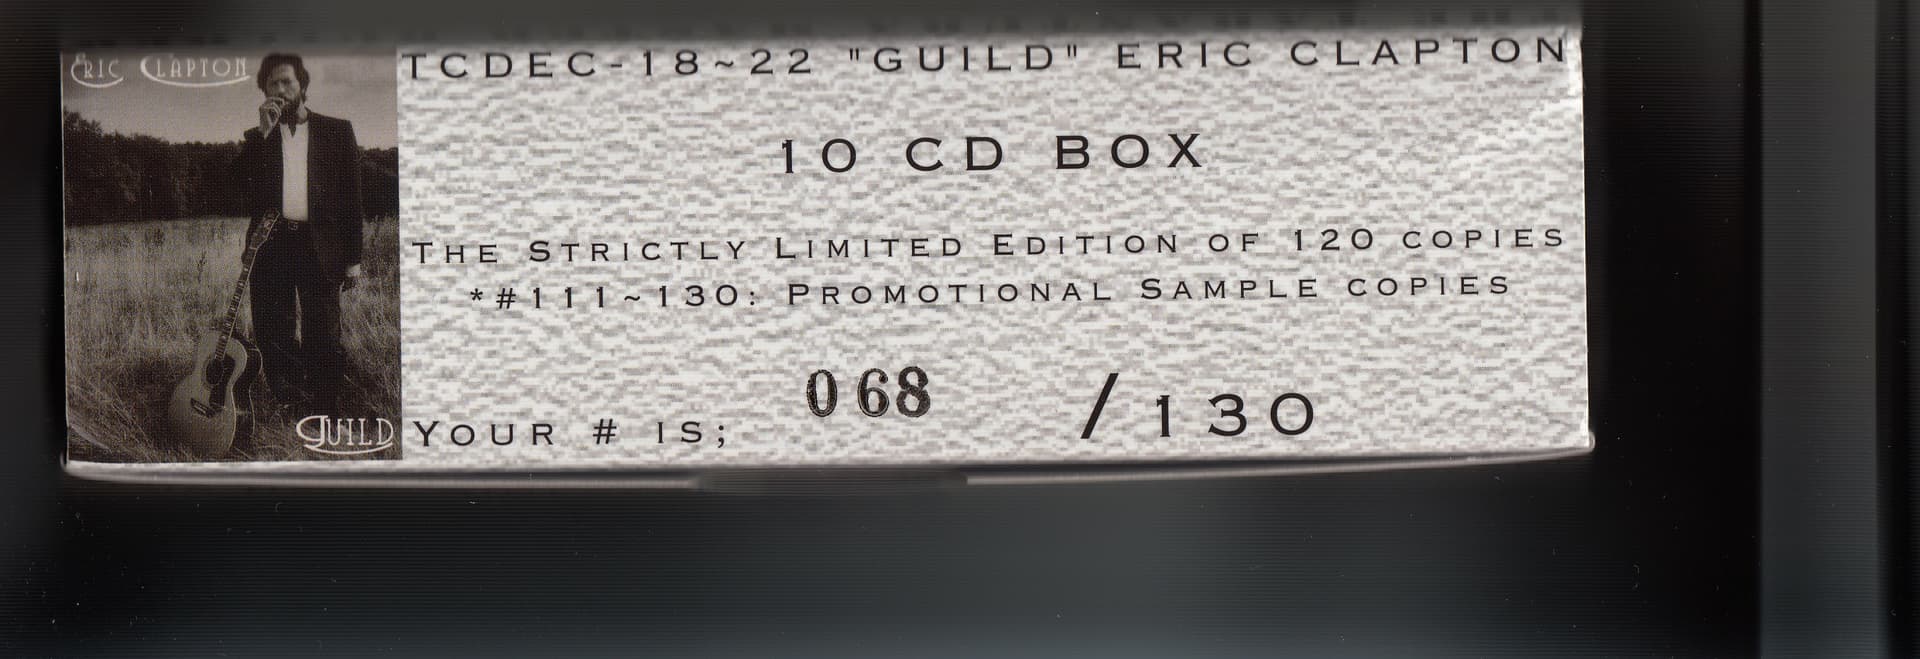 ERIC CLAPTON
GUILD
TCDEC-18~22 "GUILD" ERIC CLAPTON
10 CD BOX
THE STRICTLY LIMITED EDITION OF 120 COPIES
*#111~130: PROMOTIONAL SAMPLE COPIES
YOUR # IS; 068 /130